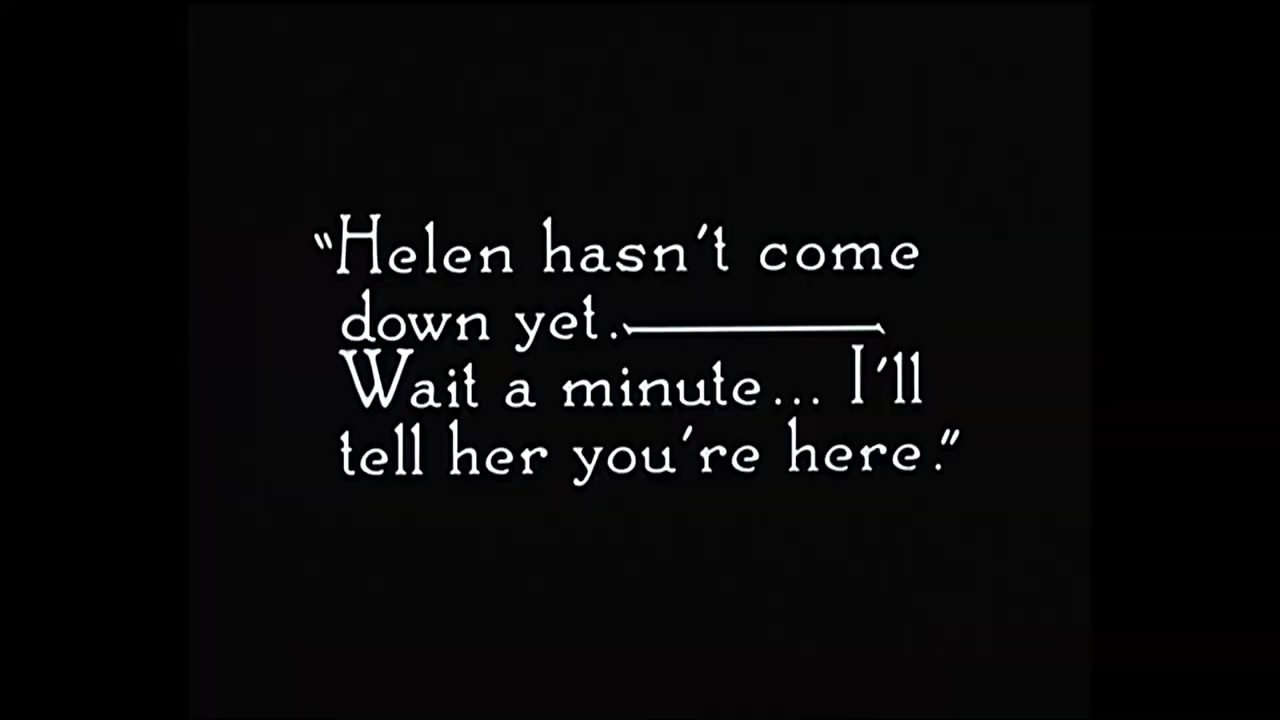 “Helen hasn't come
down yet.————
Wait a minute... I'll
tell her you're here.”